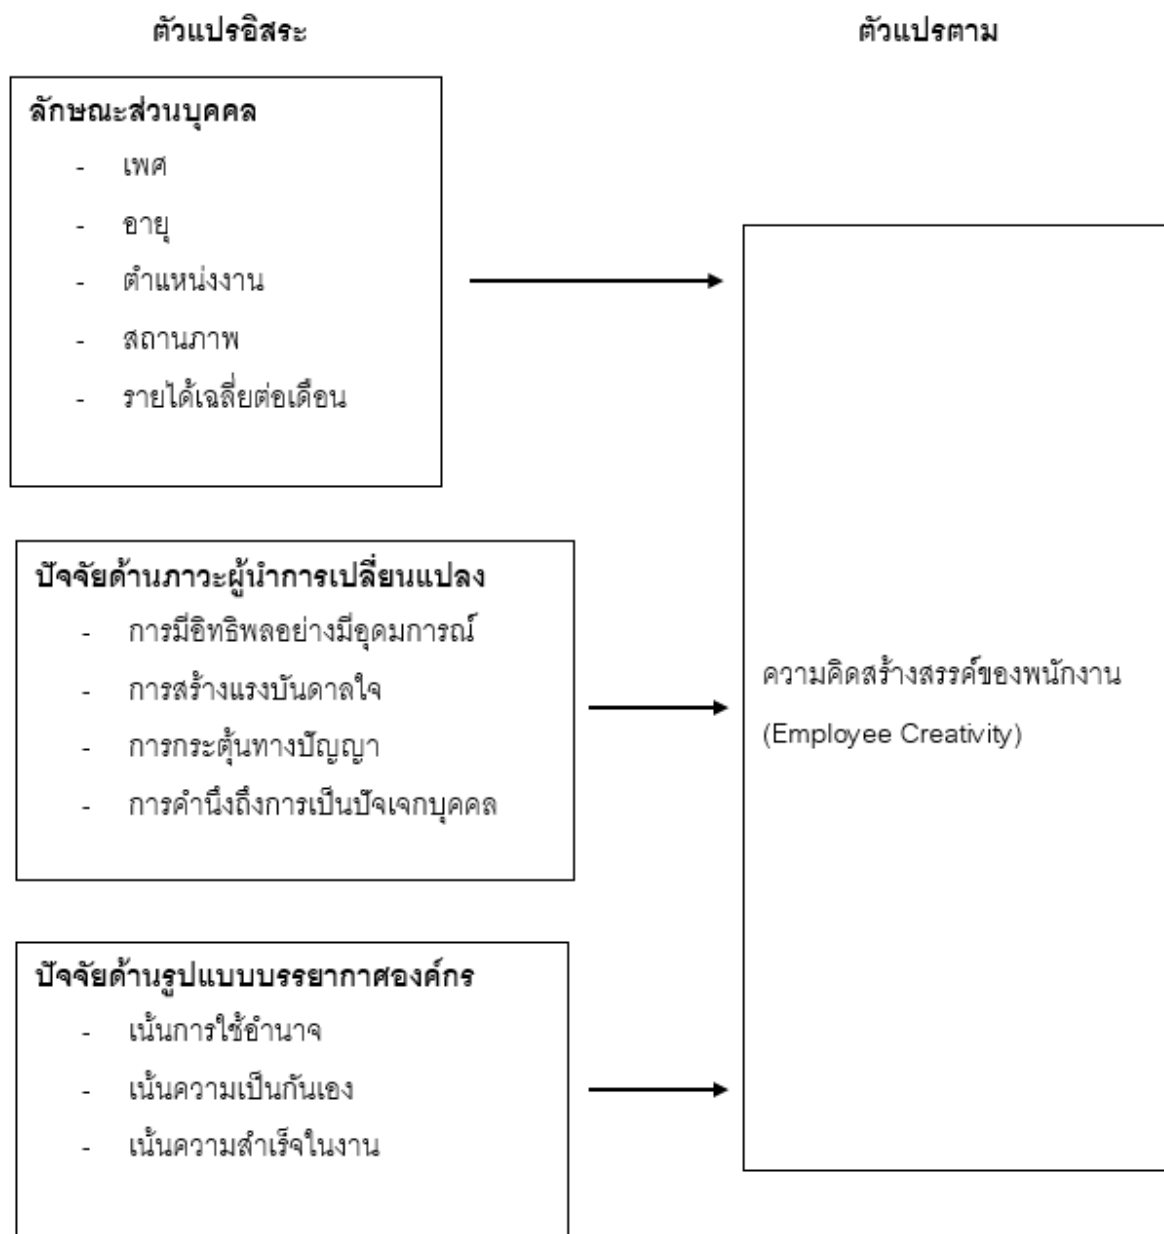 ตัวแปรอิสระ
ตัวแปรตาม
ลักษณะส่วนบุคคล
- เพศ
- อายุ
- ตำแหน่งงาน
- สถานภาพ
- รายได้เฉลี่ยต่อเดือน
ปัจจัยด้านภาวะผู้นำการเปลี่ยนแปลง
- การมีอิทธิพลอย่างมีอุดมการณ์
- การสร้างแรงบันดาลใจ
- การกระตุ้นทางปัญญา
- การคำนึงถึงการเป็นปัจเจกบุคคล
ปัจจัยด้านรูปแบบบรรยากาศองค์กร
- เน้นการใช้อำนาจ
- เน้นความเป็นกันเอง
- เน้นความสำเร็จในงาน
ความคิดสร้างสรรค์ของพนักงาน
(Employee Creativity)